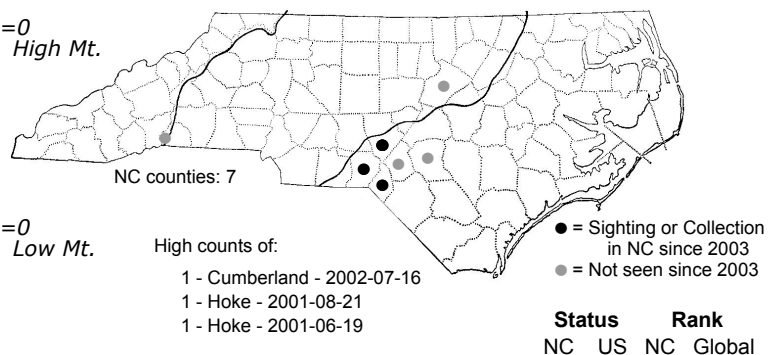 =0
High Mt.
NC counties: 7
=0
Low Mt.
High counts of:
1 - Cumberland - 2002-07-16
1 - Hoke - 2001-08-21
1 - Hoke - 2001-06-19
= Sighting or Collection
in NC since 2003
= Not seen since 2003
Status Rank
NC US NC Global